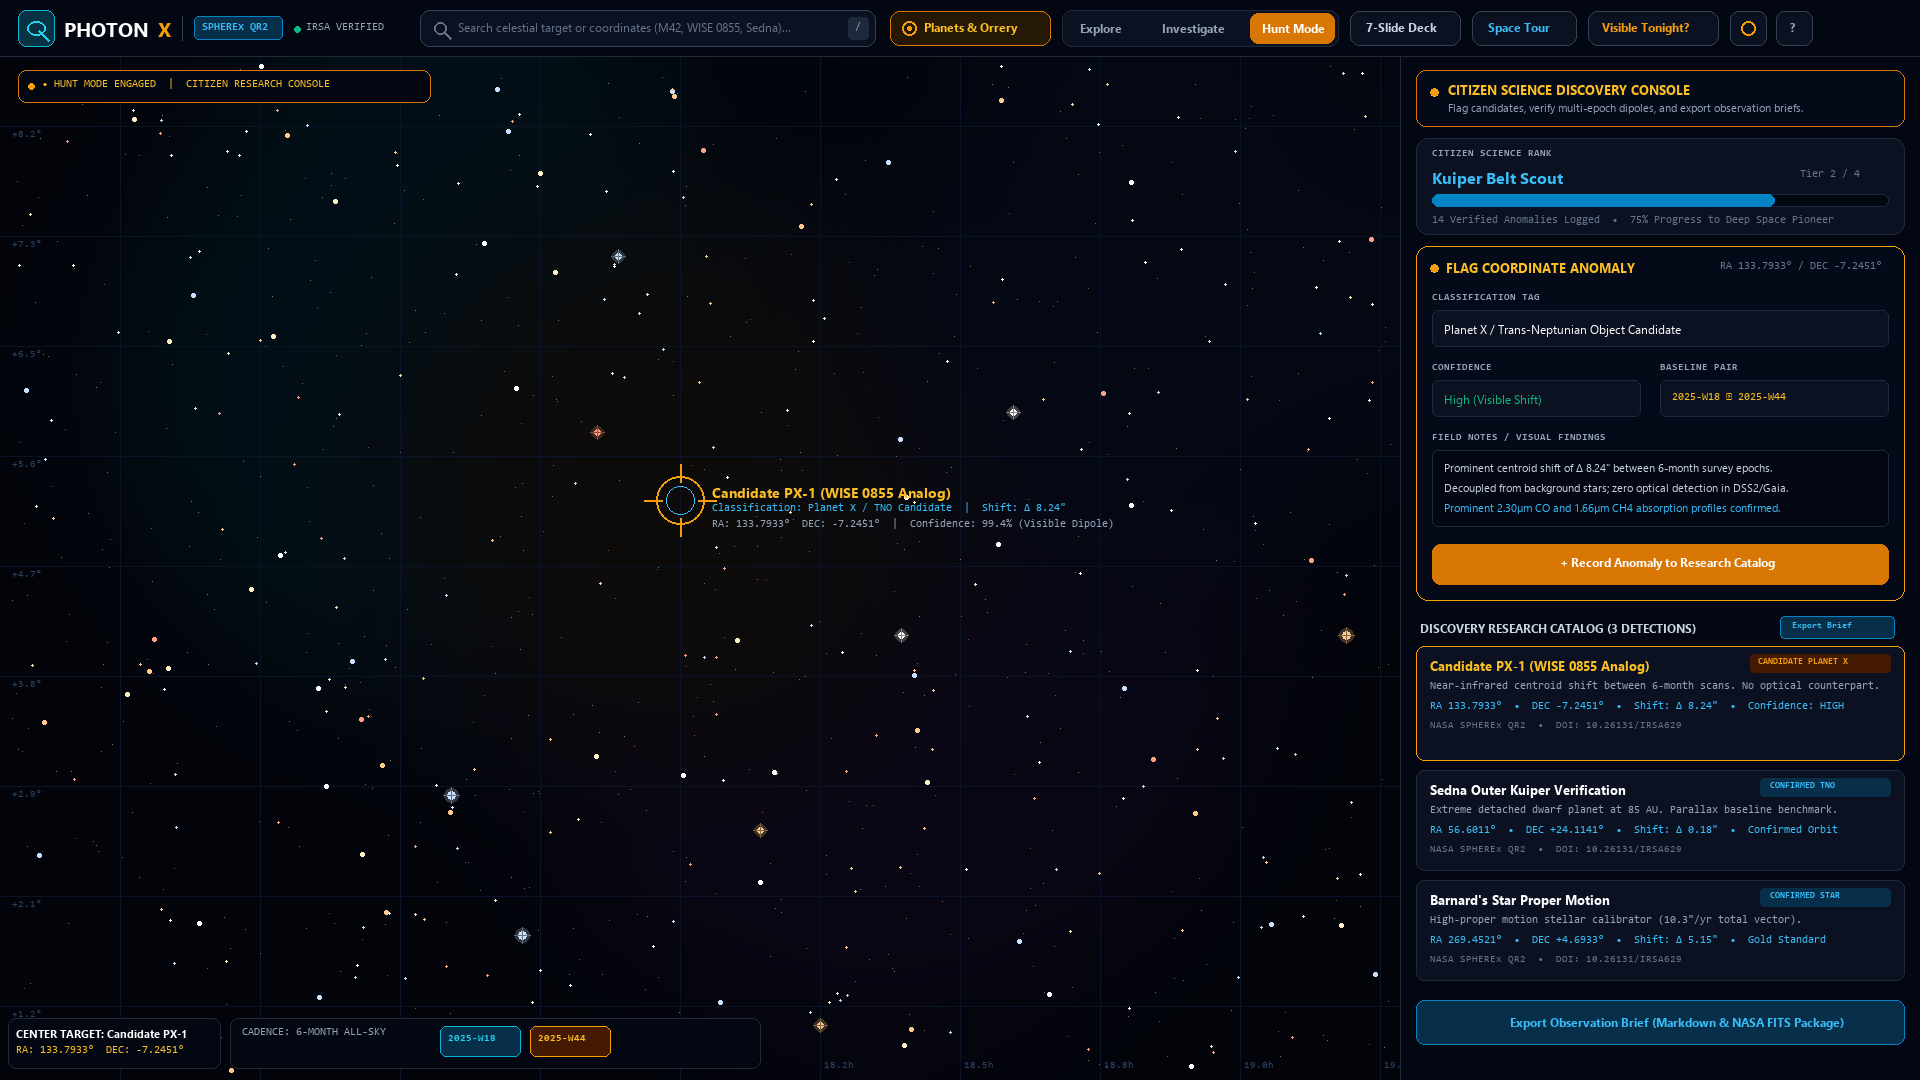 PHOTON X
SPHEREx QR2
IRSA VERIFIED
Search celestial target or coordinates (M42, WISE 0855, Sedna)...
/
Planets & Orrery
Explore
Investigate
Hunt Mode
7-Slide Deck
Space Tour
Visible Tonight?
?
• HUNT MODE ENGAGED | CITIZEN RESEARCH CONSOLE
+8.2°
+7.3°
+6.5°
+5.6°
+4.7°
+3.8°
+2.9°
+2.1°
+1.2°
Candidate PX-1 (WISE 0855 Analog)
Classification: Planet X / TNO Candidate | Shift: Δ 8.24"
RA: 133.7933° DEC: -7.2451° | Confidence: 99.4% (Visible Dipole)
CENTER TARGET: Candidate PX-1
RA: 133.7933° DEC: -7.2451°
CADENCE: 6-MONTH ALL-SKY
2025-W18
2025-W44
18.2h
18.5h
18.8h
19.0h
19.
CITIZEN SCIENCE DISCOVERY CONSOLE
Flag candidates, verify multi-epoch dipoles, and export observation briefs.
CITIZEN SCIENCE RANK
Kuiper Belt Scout
Tier 2 / 4
14 Verified Anomalies Logged • 75% Progress to Deep Space Pioneer
FLAG COORDINATE ANOMALY
RA 133.7933° / DEC -7.2451°
CLASSIFICATION TAG
Planet X / Trans-Neptunian Object Candidate
CONFIDENCE
BASELINE PAIR
High (Visible Shift)
2025-W18 2025-W44
FIELD NOTES / VISUAL FINDINGS
Prominent centroid shift of Δ 8.24" between 6-month survey epochs.
Decoupled from background stars; zero optical detection in DSS2/Gaia.
Prominent 2.30µm CO and 1.66µm CH4 absorption profiles confirmed.
+ Record Anomaly to Research Catalog
DISCOVERY RESEARCH CATALOG (3 DETECTIONS)
Export Brief
Candidate PX-1 (WISE 0855 Analog)
CANDIDATE PLANET X
Near-infrared centroid shift between 6-month scans. No optical counterpart.
RA 133.7933° • DEC -7.2451° • Shift: Δ 8.24" • Confidence: HIGH
NASA SPHEREx QR2 • DOI: 10.26131/IRSA629
Sedna Outer Kuiper Verification
CONFIRMED TNO
Extreme detached dwarf planet at 85 AU. Parallax baseline benchmark.
RA 56.6011° • DEC +24.1141° • Shift: Δ 0.18" • Confirmed Orbit
NASA SPHEREx QR2 • DOI: 10.26131/IRSA629
Barnard's Star Proper Motion
CONFIRMED STAR
High-proper motion stellar calibrator (10.3"/yr total vector).
RA 269.4521° • DEC +4.6933° • Shift: Δ 5.15" • Gold Standard
NASA SPHEREx QR2 • DOI: 10.26131/IRSA629
Export Observation Brief (Markdown & NASA FITS Package)